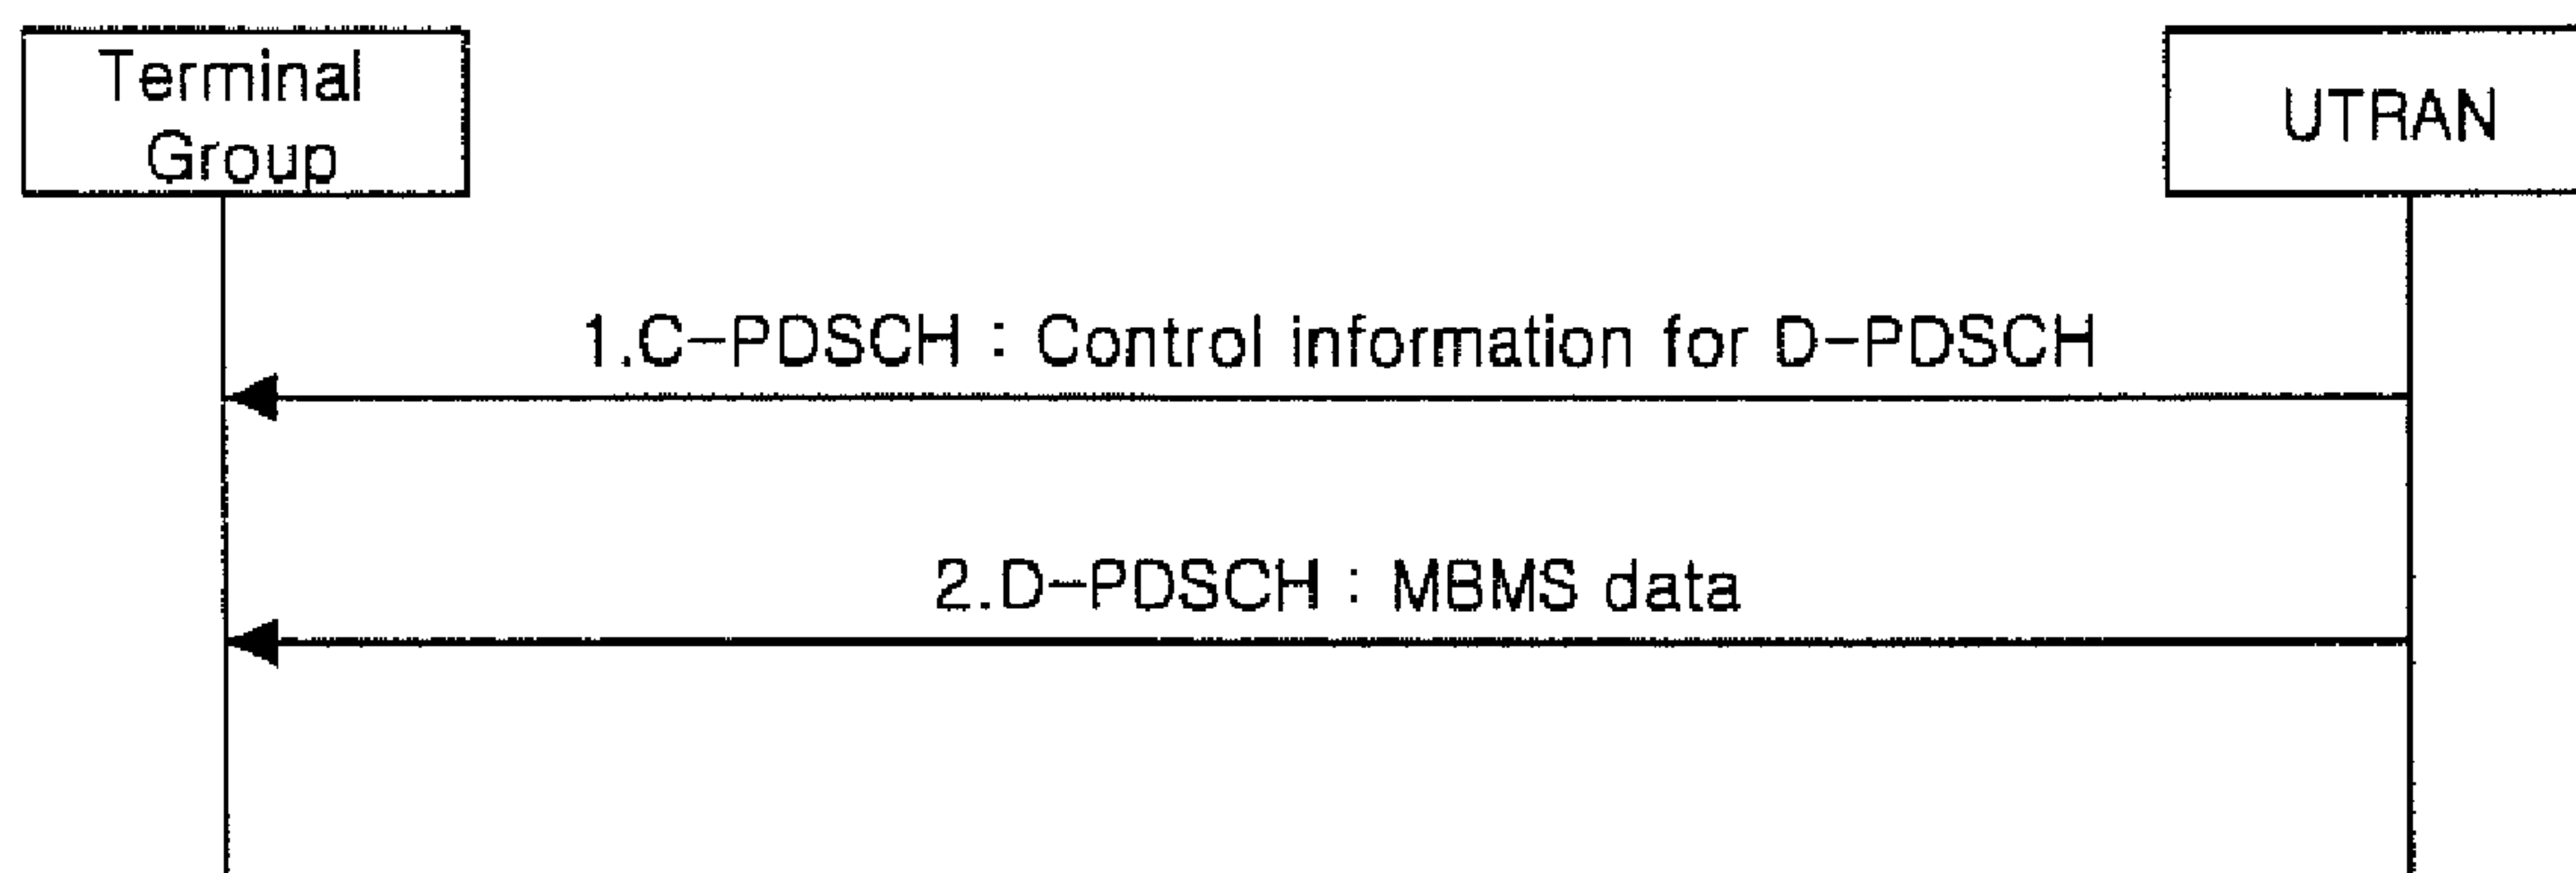 Terminal
Group
UTRAN
1.C-PDSCH : Control information for D-PDSCH
2.D-PDSCH : MBMS data